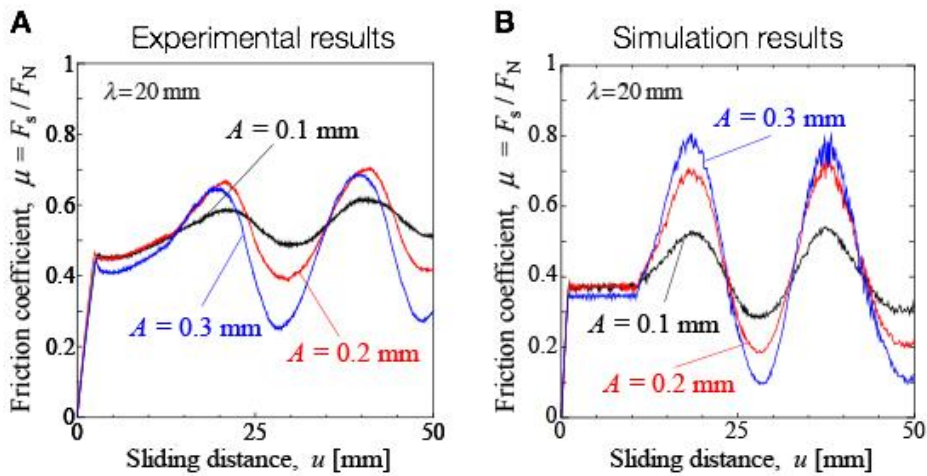 A
Experimental results
Friction coefficient, μ = Fₛ / F_N
1
0.8
0.6
0.4
0.2
0
λ=20 mm
A = 0.1 mm
A = 0.3 mm
A = 0.2 mm
0
25
50
Sliding distance, u [mm]
B
Simulation results
Friction coefficient, μ = Fₛ / F_N
1
0.8
0.6
0.4
0.2
0
λ=20 mm
A = 0.3 mm
A = 0.1 mm
A = 0.2 mm
0
25
50
Sliding distance, u [mm]